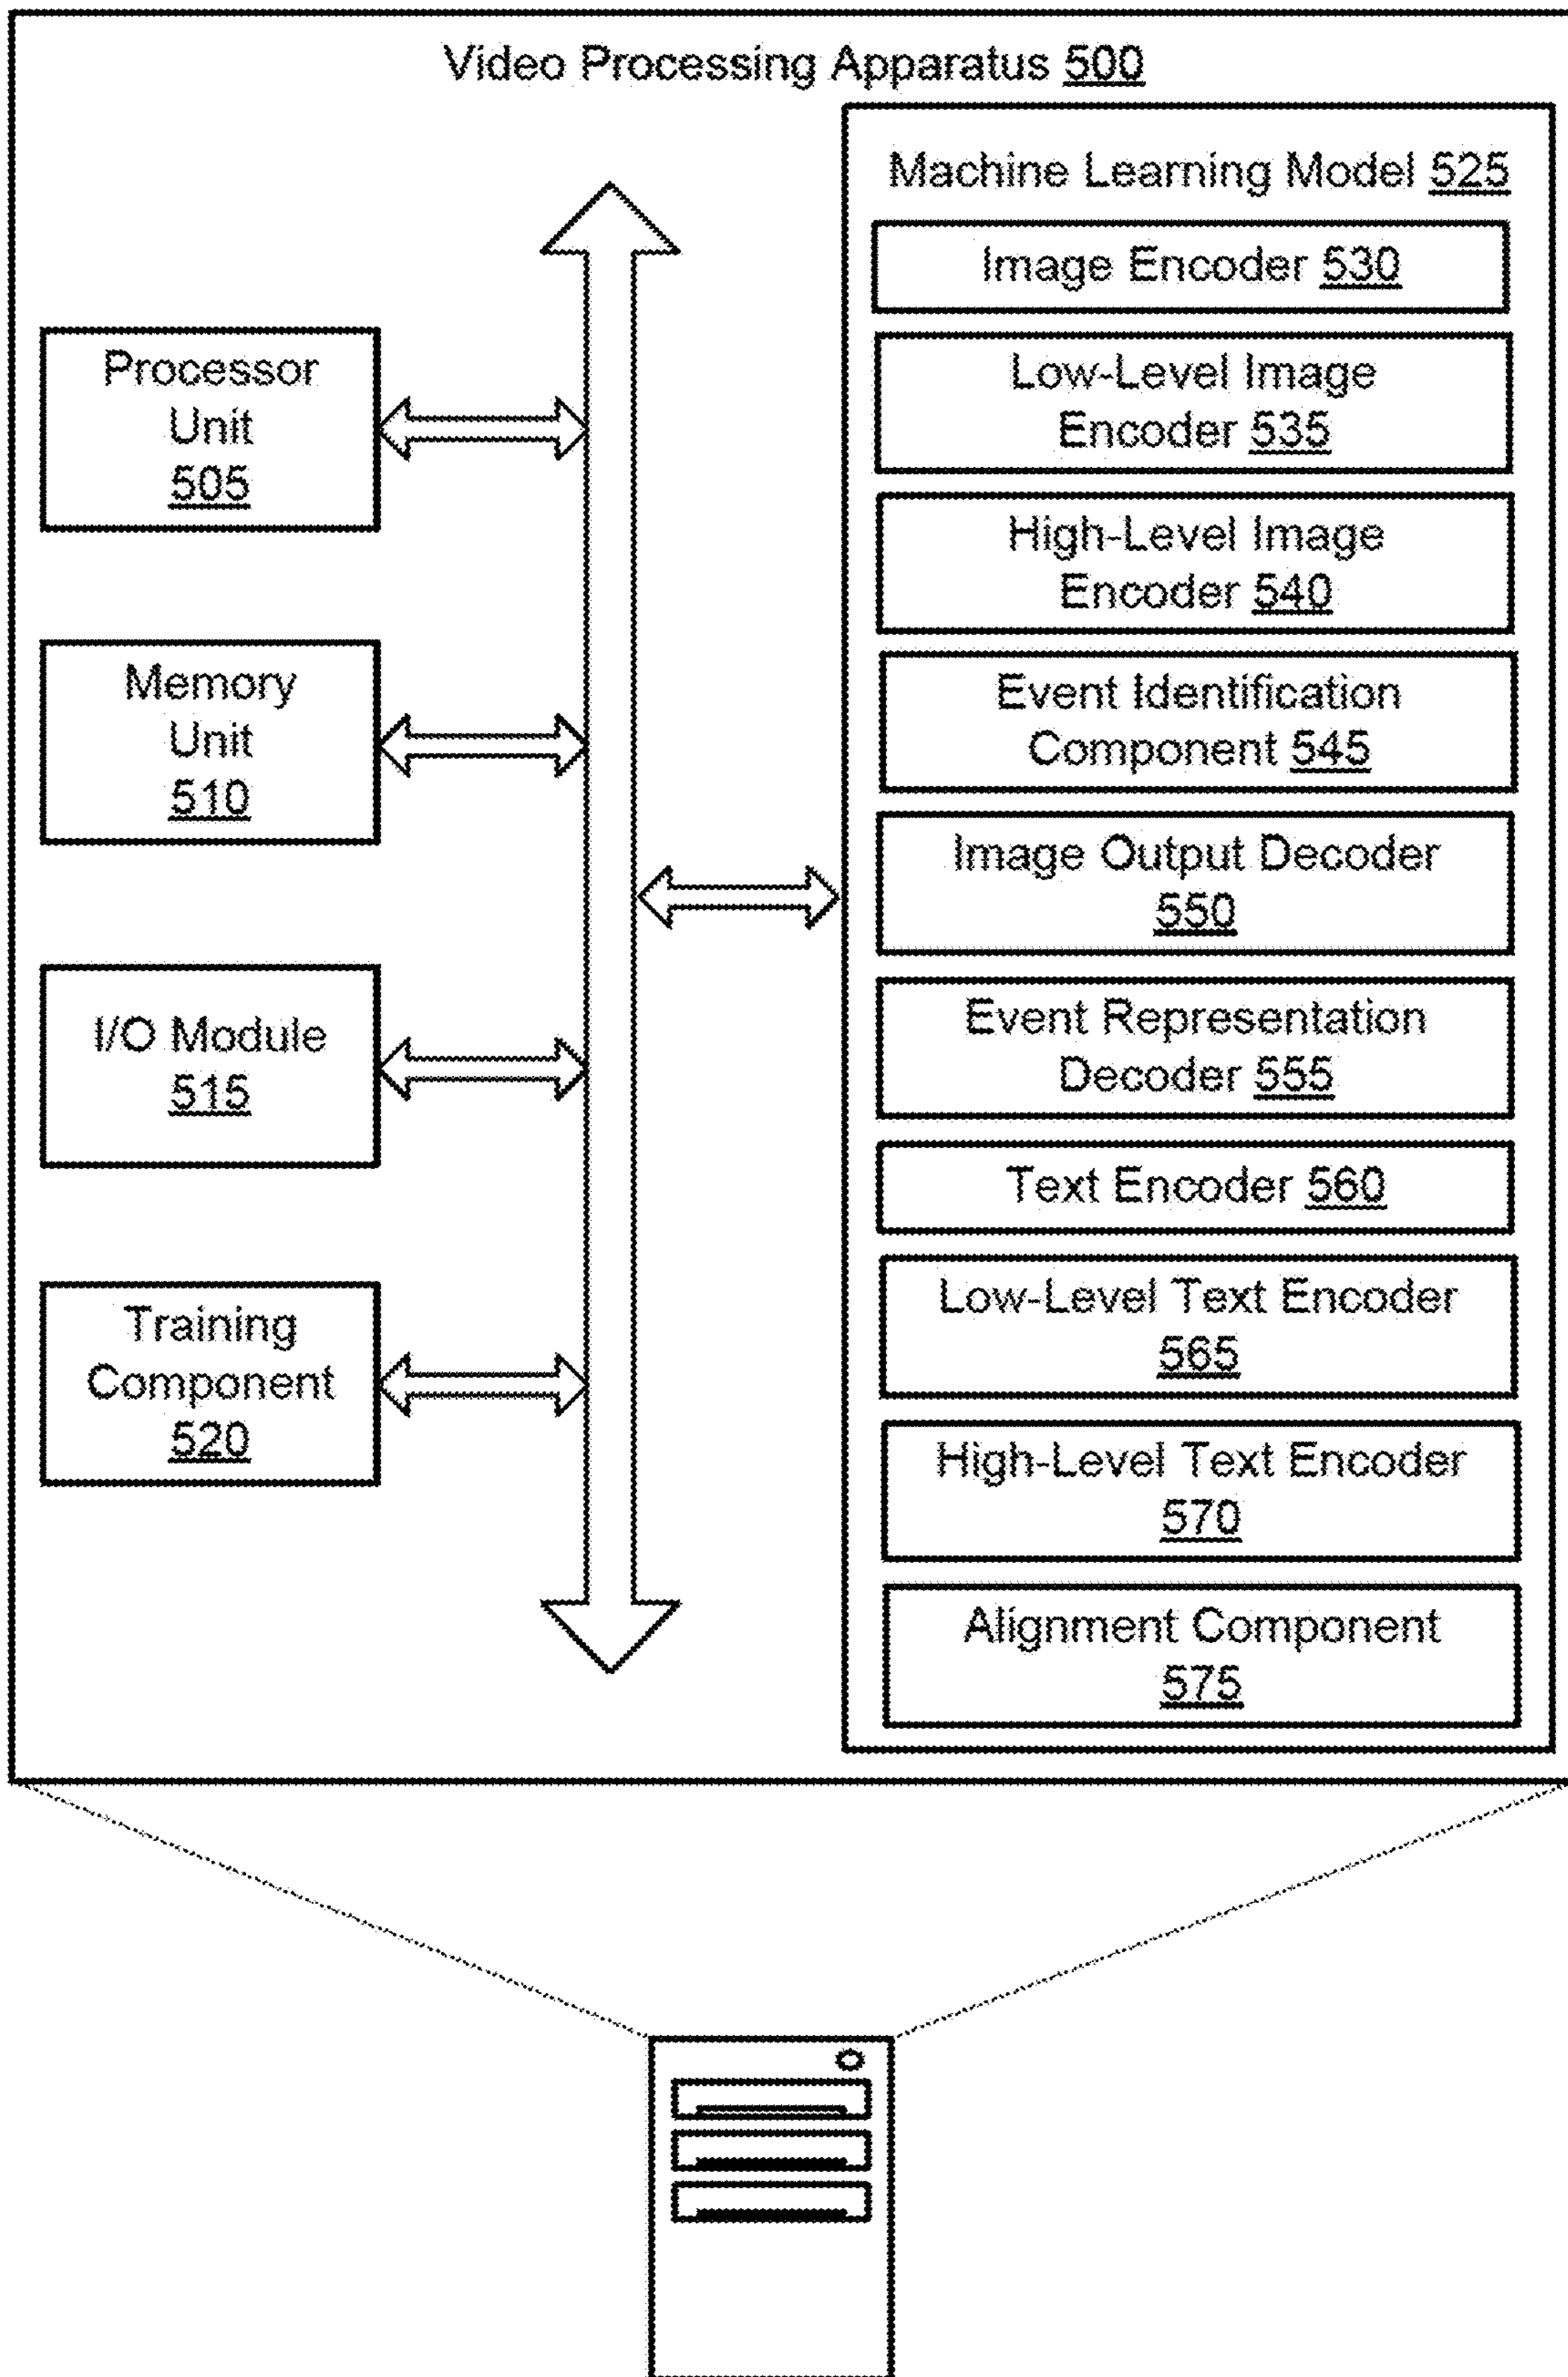 Video Processing Apparatus 500
Processor
Unit
505
Memory
Unit
510
I/O Module
515
Training
Component
520
Machine Learning Model 525
Image Encoder 530
Low-Level Image
Encoder 535
High-Level Image
Encoder 540
Event Identification
Component 545
Image Output Decoder
550
Event Representation
Decoder 555
Text Encoder 560
Low-Level Text Encoder
565
High-Level Text Encoder
570
Alignment Component
575